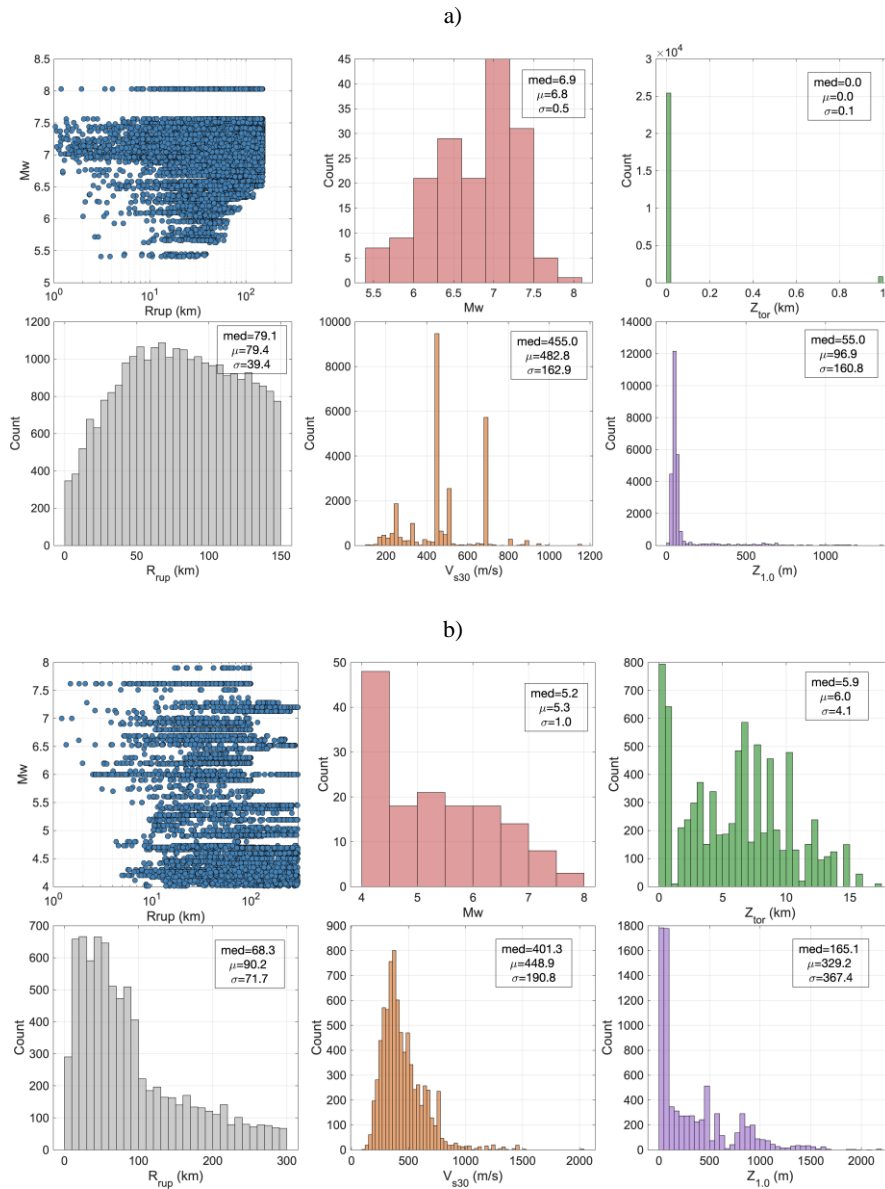 a)
8.5
8
7.5
7
6.5
6
5.5
5
Mw
10⁰ 10¹ 10²
Rrup (km)
45
40
35
30
25
20
15
10
5
0
Count
med=6.9
μ=6.8
σ=0.5
5.5 6 6.5 7 7.5 8
Mw
×10⁴
3
2.5
2
1.5
1
0.5
0
Count
med=0.0
μ=0.0
σ=0.1
0 0.2 0.4 0.6 0.8 1
Z_tor (km)
1200
1000
800
600
400
200
0
Count
med=79.1
μ=79.4
σ=39.4
0 50 100 150
R_rup (km)
10000
8000
6000
4000
2000
0
Count
med=455.0
μ=482.8
σ=162.9
200 400 600 800 1000 1200
V_s30 (m/s)
14000
12000
10000
8000
6000
4000
2000
0
Count
med=55.0
μ=96.9
σ=160.8
0 500 1000
Z_1.0 (m)
b)
8
7.5
7
6.5
6
5.5
5
4.5
4
Mw
10⁰ 10¹ 10²
Rrup (km)
50
40
30
20
10
0
Count
med=5.2
μ=5.3
σ=1.0
4 5 6 7 8
Mw
800
700
600
500
400
300
200
100
0
Count
med=5.9
μ=6.0
σ=4.1
0 5 10 15
Z_tor (km)
700
600
500
400
300
200
100
0
Count
med=68.3
μ=90.2
σ=71.7
0 100 200 300
R_rup (km)
900
800
700
600
500
400
300
200
100
0
Count
med=401.3
μ=448.9
σ=190.8
0 500 1000 1500 2000
V_s30 (m/s)
1800
1600
1400
1200
1000
800
600
400
200
0
Count
med=165.1
μ=329.2
σ=367.4
0 500 1000 1500 2000
Z_1.0 (m)